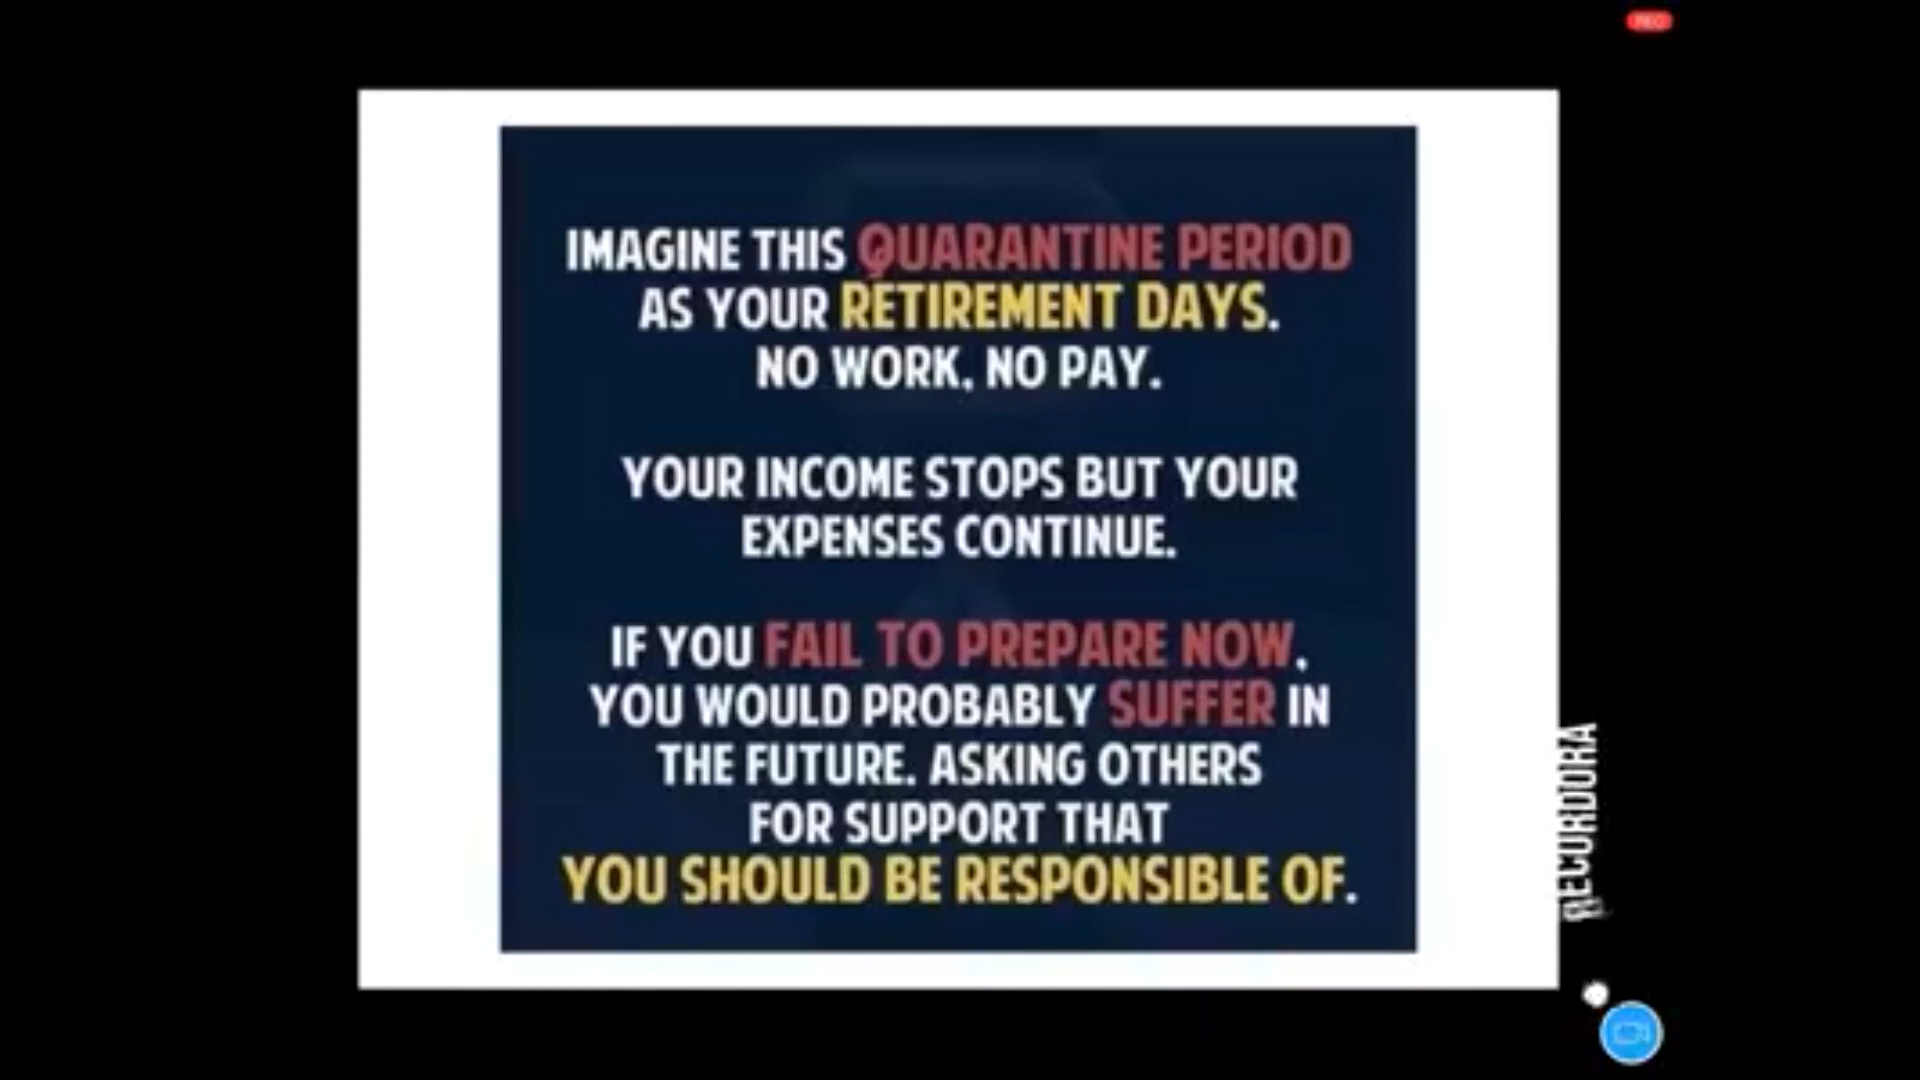 REC
IMAGINE THIS QUARANTINE PERIOD
AS YOUR RETIREMENT DAYS.
NO WORK, NO PAY.
YOUR INCOME STOPS BUT YOUR
EXPENSES CONTINUE.
IF YOU FAIL TO PREPARE NOW,
YOU WOULD PROBABLY SUFFER IN
THE FUTURE. ASKING OTHERS
FOR SUPPORT THAT
YOU SHOULD BE RESPONSIBLE OF.